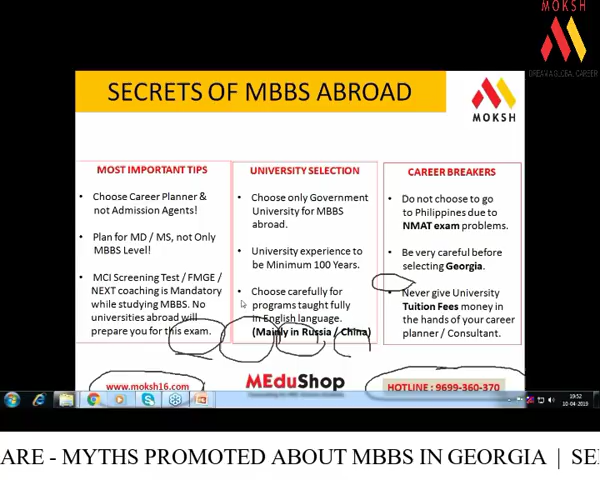 MOKSH
SECRETS OF MBBS ABROAD
MOKSH
MOST IMPORTANT TIPS
• Choose Career Planner &
not Admission Agents!
• Plan for MD / MS, not Only
MBBS Level!
• MCI Screening Test / FMGE /
NEXT coaching is Mandatory
while studying MBBS. No
universities abroad will
prepare you for this exam.
UNIVERSITY SELECTION
• Choose only Government
University for MBBS
abroad.
• University experience to
be Minimum 100 Years.
• Choose carefully for
programs taught fully
in English language.
(Mainly in Russia / China)
CAREER BREAKERS
• Do not choose to go
to Philippines due to
NMAT exam problems.
• Be very careful before
selecting Georgia.
• Never give University
Tuition Fees money in
the hands of your career
planner / Consultant.
www.moksh16.com
MEduShop
HOTLINE : 9699-360-370
19:52
10-04-2019
ARE - MYTHS PROMOTED ABOUT MBBS IN GEORGIA | SE